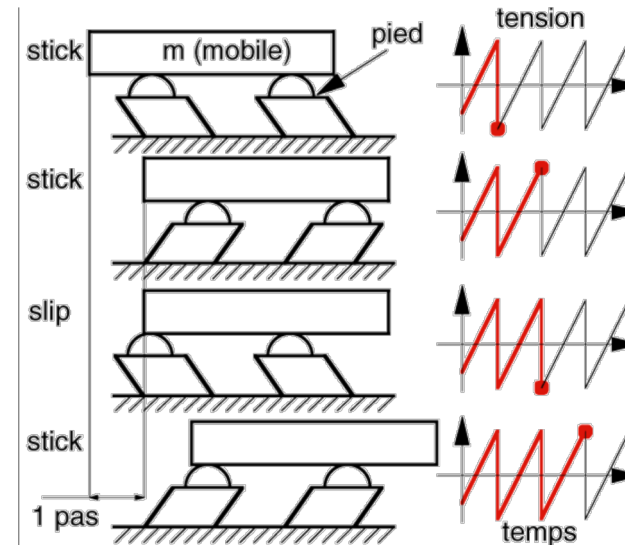 tension
stick
m (mobile)
pied
stick
slip
stick
1 pas
temps